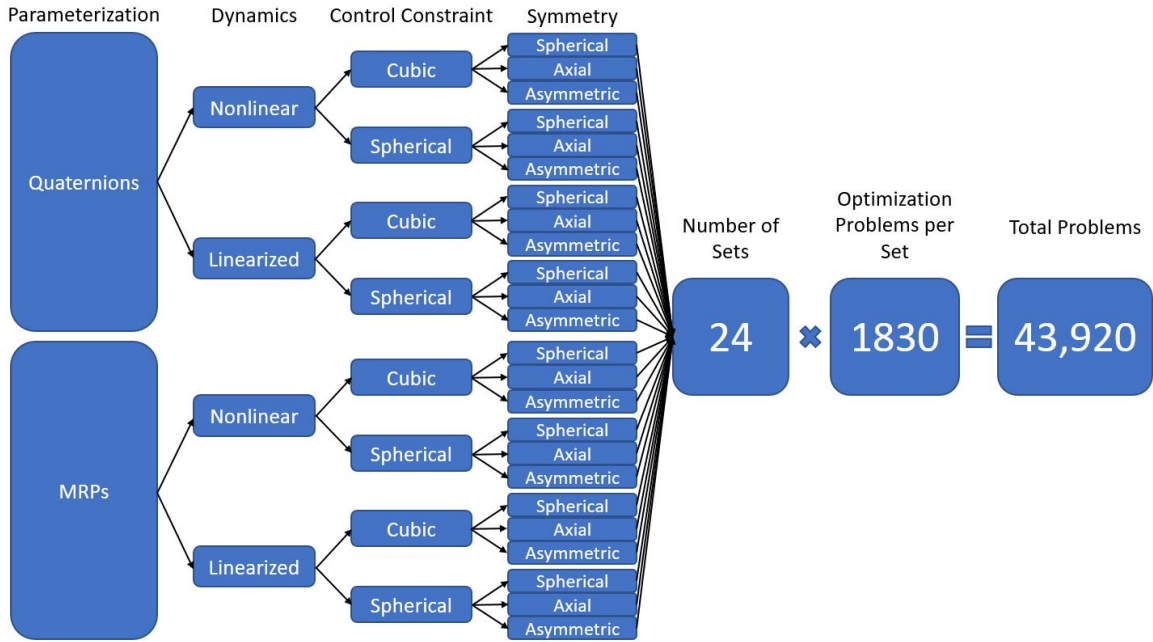 Parameterization
Dynamics
Control Constraint
Symmetry
Quaternions
Nonlinear
Cubic
Spherical
Axial
Asymmetric
Spherical
Spherical
Axial
Asymmetric
Linearized
Cubic
Spherical
Axial
Asymmetric
Spherical
Spherical
Axial
Asymmetric
MRPs
Nonlinear
Cubic
Spherical
Axial
Asymmetric
Spherical
Spherical
Axial
Asymmetric
Linearized
Cubic
Spherical
Axial
Asymmetric
Spherical
Spherical
Axial
Asymmetric
Number of
Sets
24
×
Optimization
Problems per
Set
1830
=
Total Problems
43,920